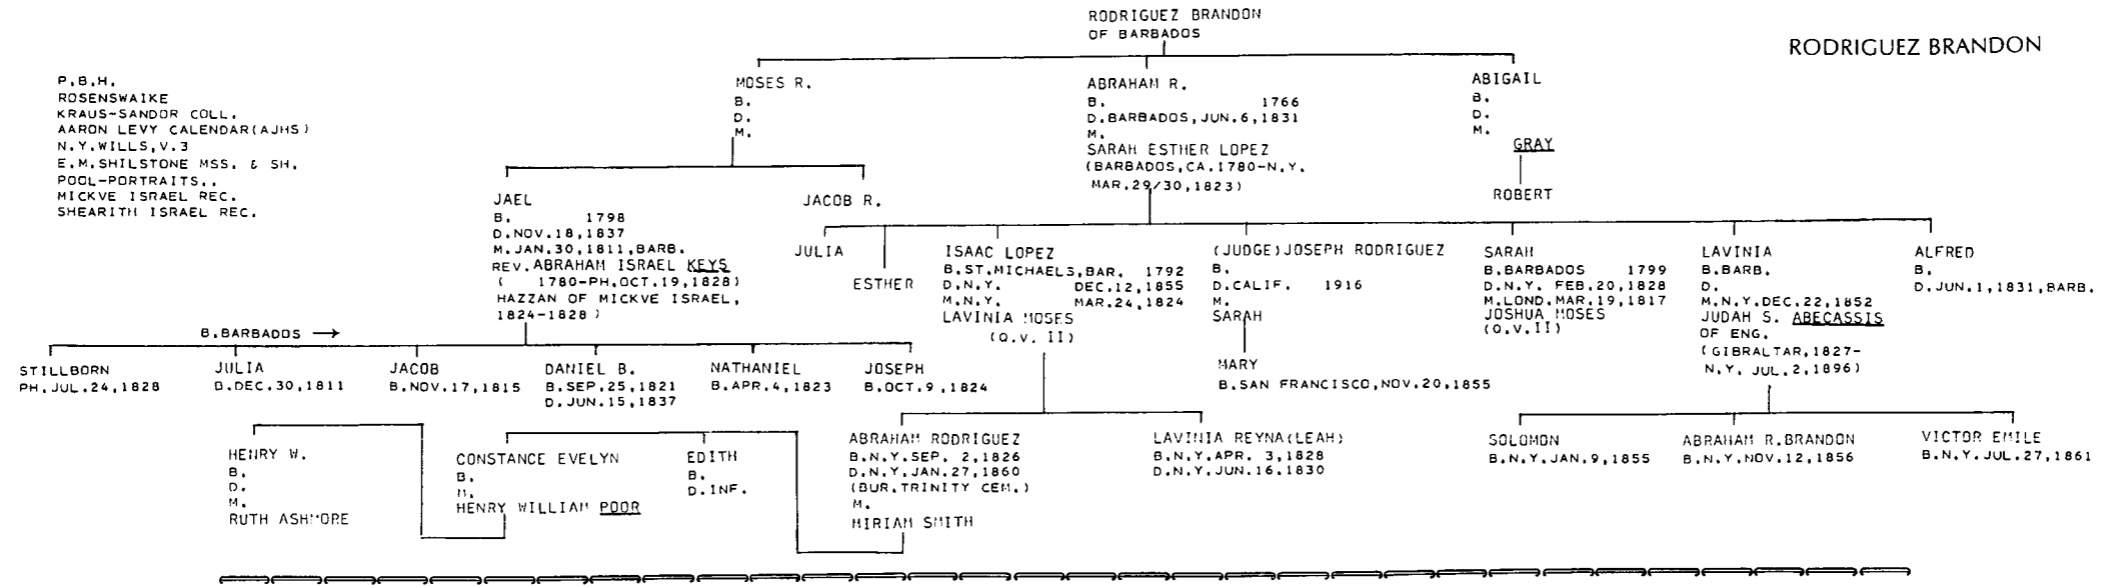 RODRIGUEZ BRANDON
OF BARBADOS
RODRIGUEZ BRANDON
P.B.H.
ROSENSWAIKE
KRAUS-SANDOR COLL.
AARON LEVY CALENDAR(AJHS)
N.Y.WILLS,V.3
E.M.SHILSTONE MSS. & SH.
POOL-PORTRAITS..
MICKVE ISRAEL REC.
SHEARITH ISRAEL REC.
MOSES R.
B.
D.
M.
ABRAHAM R.
B. 1766
D.BARBADOS,JUN.6,1831
M.
SARAH ESTHER LOPEZ
(BARBADOS,CA.1780-N.Y.
MAR.29/30,1823)
ABIGAIL
B.
D.
M.
GRAY
ROBERT
JAEL
B. 1798
D.NOV.18,1837
M.JAN.30,1811,BARB.
REV.ABRAHAM ISRAEL KEYS
( 1780-PH.OCT.19,1828)
HAZZAN OF MICKVE ISRAEL,
1824-1828 )
JACOB R.
JULIA
ESTHER
ISAAC LOPEZ
B.ST.MICHAELS,BAR. 1792
D.N.Y. DEC.12,1855
M.N.Y. MAR.24,1824
LAVINIA MOSES
(Q.V. II)
(JUDGE)JOSEPH RODRIGUEZ
B.
D.CALIF. 1916
M.
SARAH
MARY
B.SAN FRANCISCO,NOV.20,1855
SARAH
B.BARBADOS 1799
D.N.Y. FEB.20,1828
M.LOND.MAR.19,1817
JOSHUA MOSES
(Q.V.II)
LAVINIA
B.BARB.
D.
M.N.Y.DEC.22,1852
JUDAH S. ABECASSIS
OF ENG.
(GIBRALTAR,1827-
N.Y. JUL.2,1896)
ALFRED
B.
D.JUN.1,1831,BARB.
B.BARBADOS →
STILLBORN
PH.JUL.24,1828
JULIA
B.DEC.30,1811
JACOB
B.NOV.17,1815
DANIEL B.
B.SEP.25,1821
D.JUN.15,1837
NATHANIEL
B.APR.4,1823
JOSEPH
B.OCT.9,1824
HENRY W.
B.
D.
M.
RUTH ASHMORE
CONSTANCE EVELYN
B.
M.
HENRY WILLIAM POOR
EDITH
B.
D.INF.
ABRAHAM RODRIGUEZ
B.N.Y.SEP. 2,1826
D.N.Y.JAN.27,1860
(BUR.TRINITY CEM.)
M.
MIRIAM SMITH
LAVINIA REYNA(LEAH)
B.N.Y.APR. 3,1828
D.N.Y.JUN.16.1830
SOLOMON
B.N.Y.JAN.9,1855
ABRAHAM R.BRANDON
B.N.Y.NOV.12,1856
VICTOR EMILE
B.N.Y.JUL.27,1861